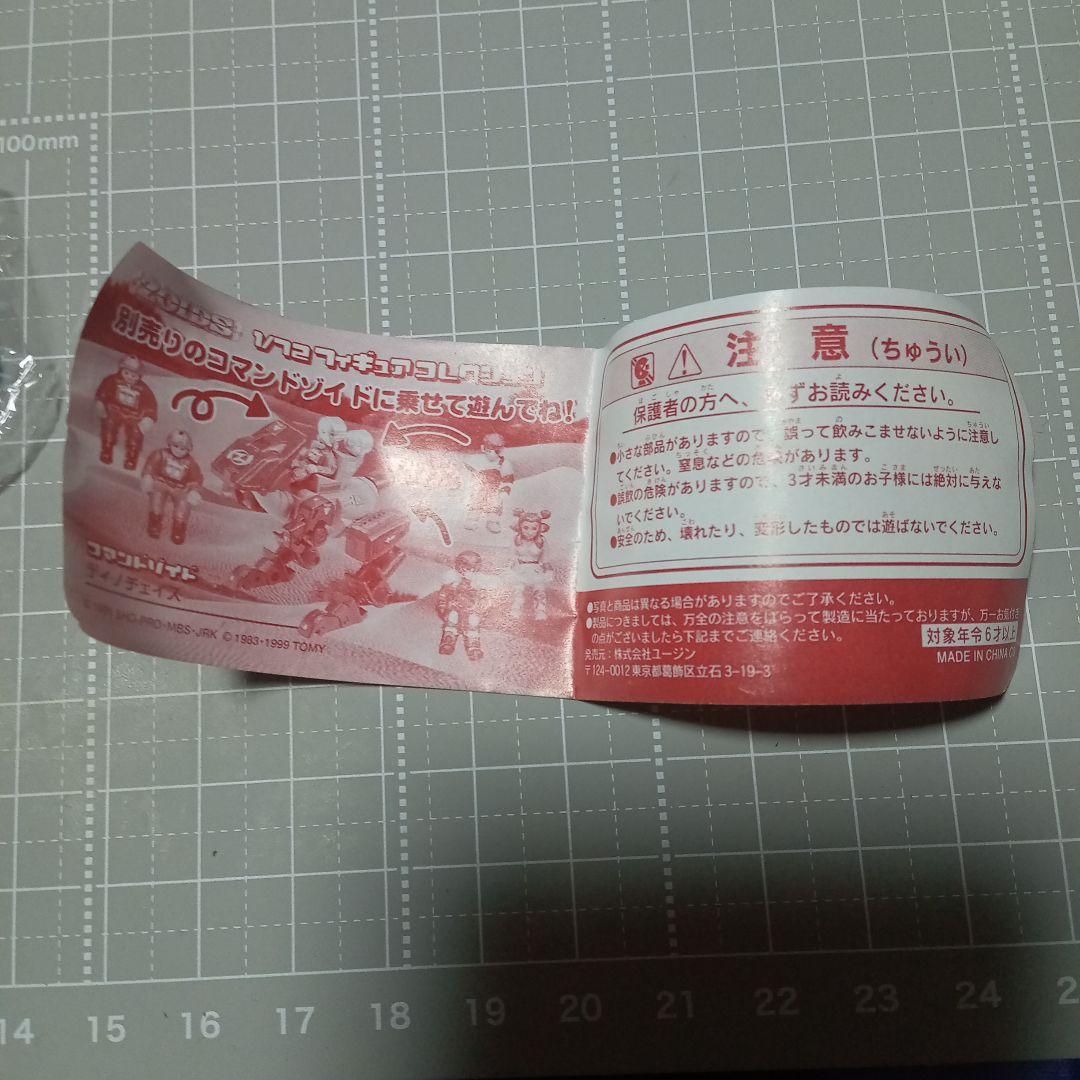 100mm
ZOIDS
1/72フィギュアコレクション
別売りのコマンドゾイドに乗せて遊んでね!
コマンドゾイド
ディノチェイス
SHO-PRO・MBS・JRK ©1983・1999 TOMY
注意(ちゅうい)
保護者の方へ、 ずお読みください。
●小さな部品がありますので、誤って飲みこませないように注意し
てください。窒息などの危険があります。
●誤飲の危険がありますので、3才未満のお子様には絶対に与えな
いでください。
●安全のため、壊れたり、変形したものでは遊ばないでください。
●写真と商品は異なる場合がありますのでご了承ください。
●製品につきましては、万全の注意をはらって製造に当たっておりますが、万一お気付き
の点がございましたら下記までご連絡ください。
対象年令6才以上
発売元:株式会社ユージン
MADE IN CHINA
〒124-0012 東京都葛飾区立石3-19-3
14 15 16 17 18 19 20 21 22 23 24